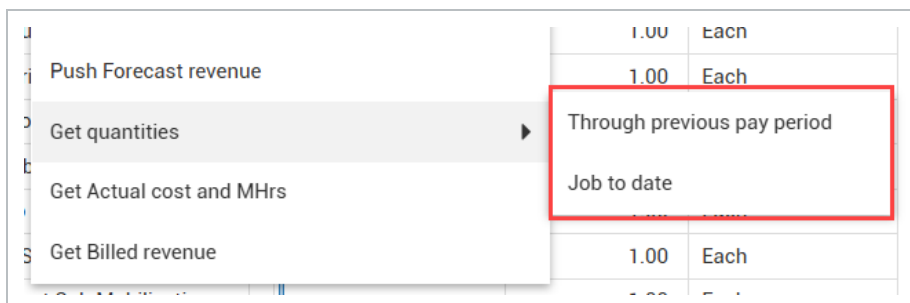 1.00 Each
Push Forecast revenue
1.00 Each
Get quantities
Through previous pay period
Job to date
Get Actual cost and MHrs
Get Billed revenue
1.00 Each